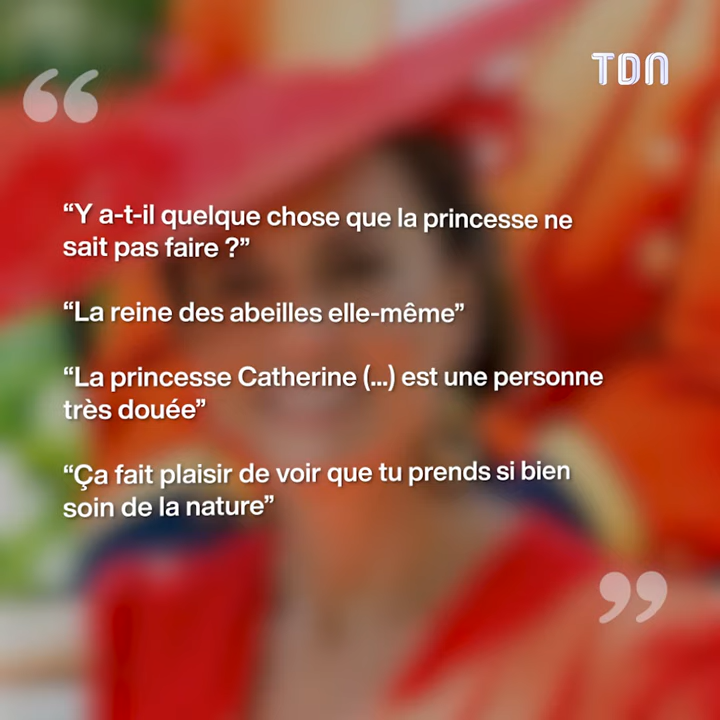 TDN
“Y a-t-il quelque chose que la princesse ne
sait pas faire ?”
“La reine des abeilles elle-même”
“La princesse Catherine (...) est une personne
très douée”
“Ça fait plaisir de voir que tu prends si bien
soin de la nature”